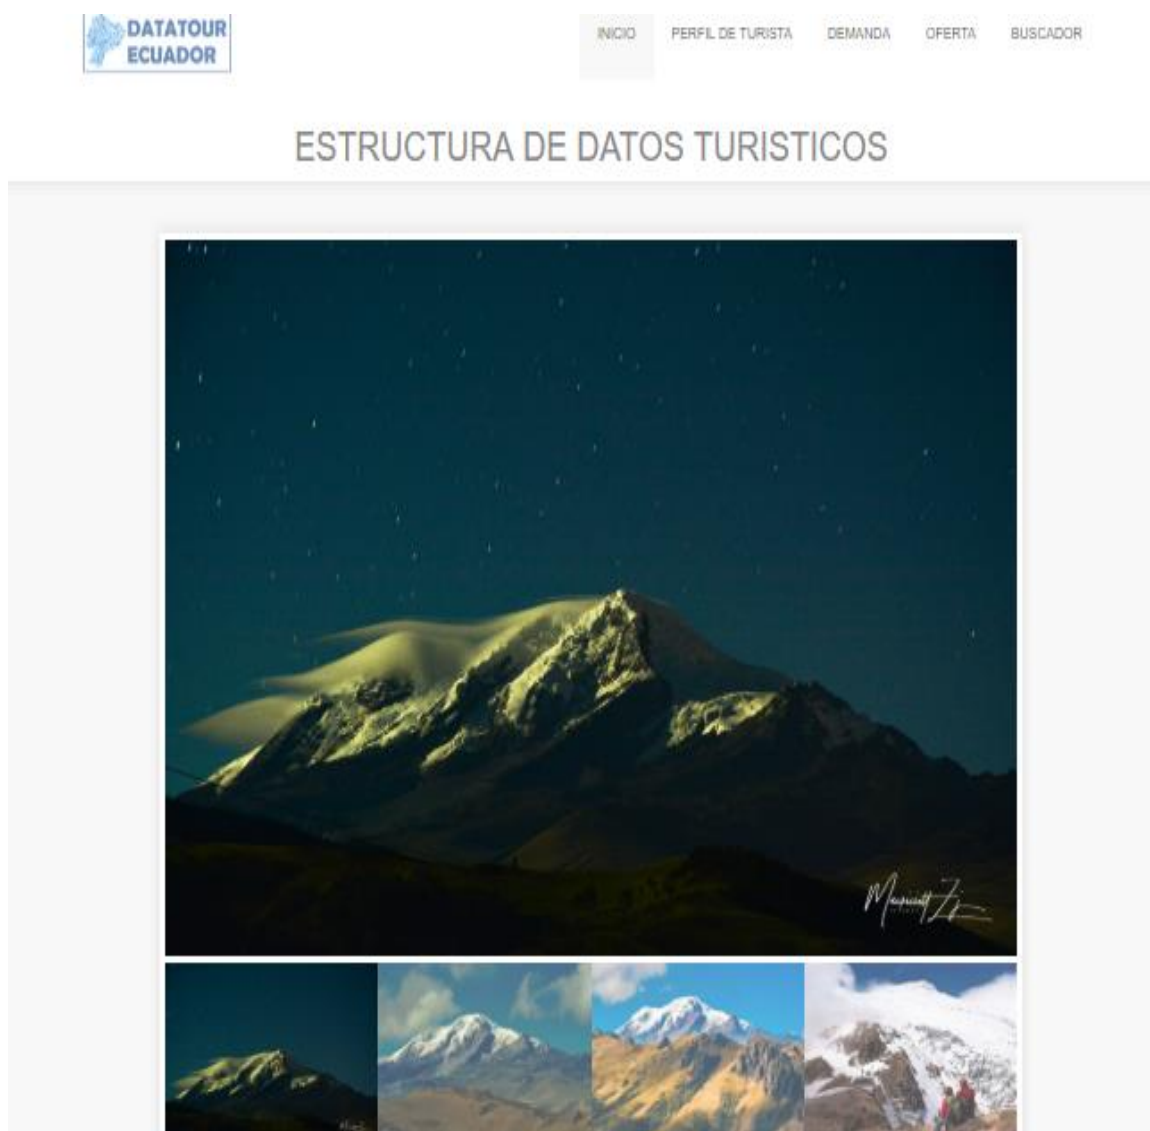 DATATOUR
ECUADOR
INICIO PERFIL DE TURISTA DEMANDA OFERTA BUSCADOR
ESTRUCTURA DE DATOS TURISTICOS